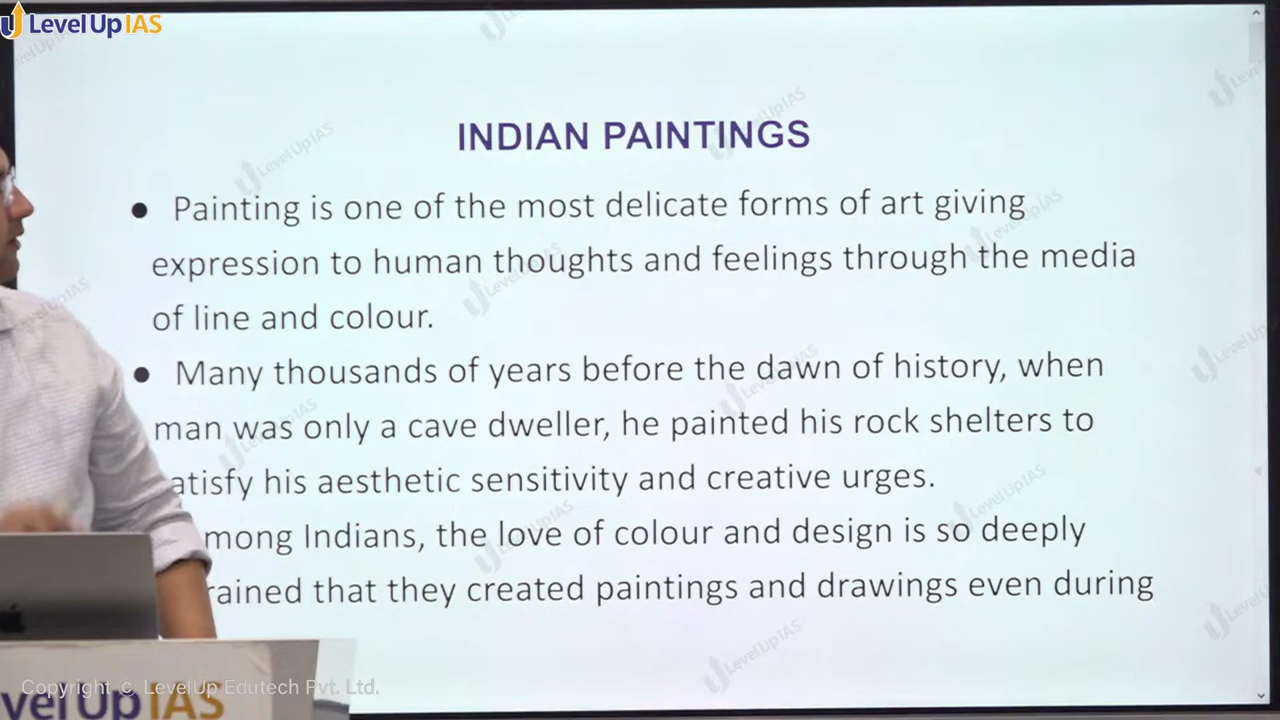 LevelUp IAS
INDIAN PAINTINGS
● Painting is one of the most delicate forms of art giving
expression to human thoughts and feelings through the media
of line and colour.
● Many thousands of years before the dawn of history, when
man was only a cave dweller, he painted his rock shelters to
atisfy his aesthetic sensitivity and creative urges.
mong Indians, the love of colour and design is so deeply
rained that they created paintings and drawings even during
Copyright © LevelUp Edutech Pvt. Ltd.
velUp IAS